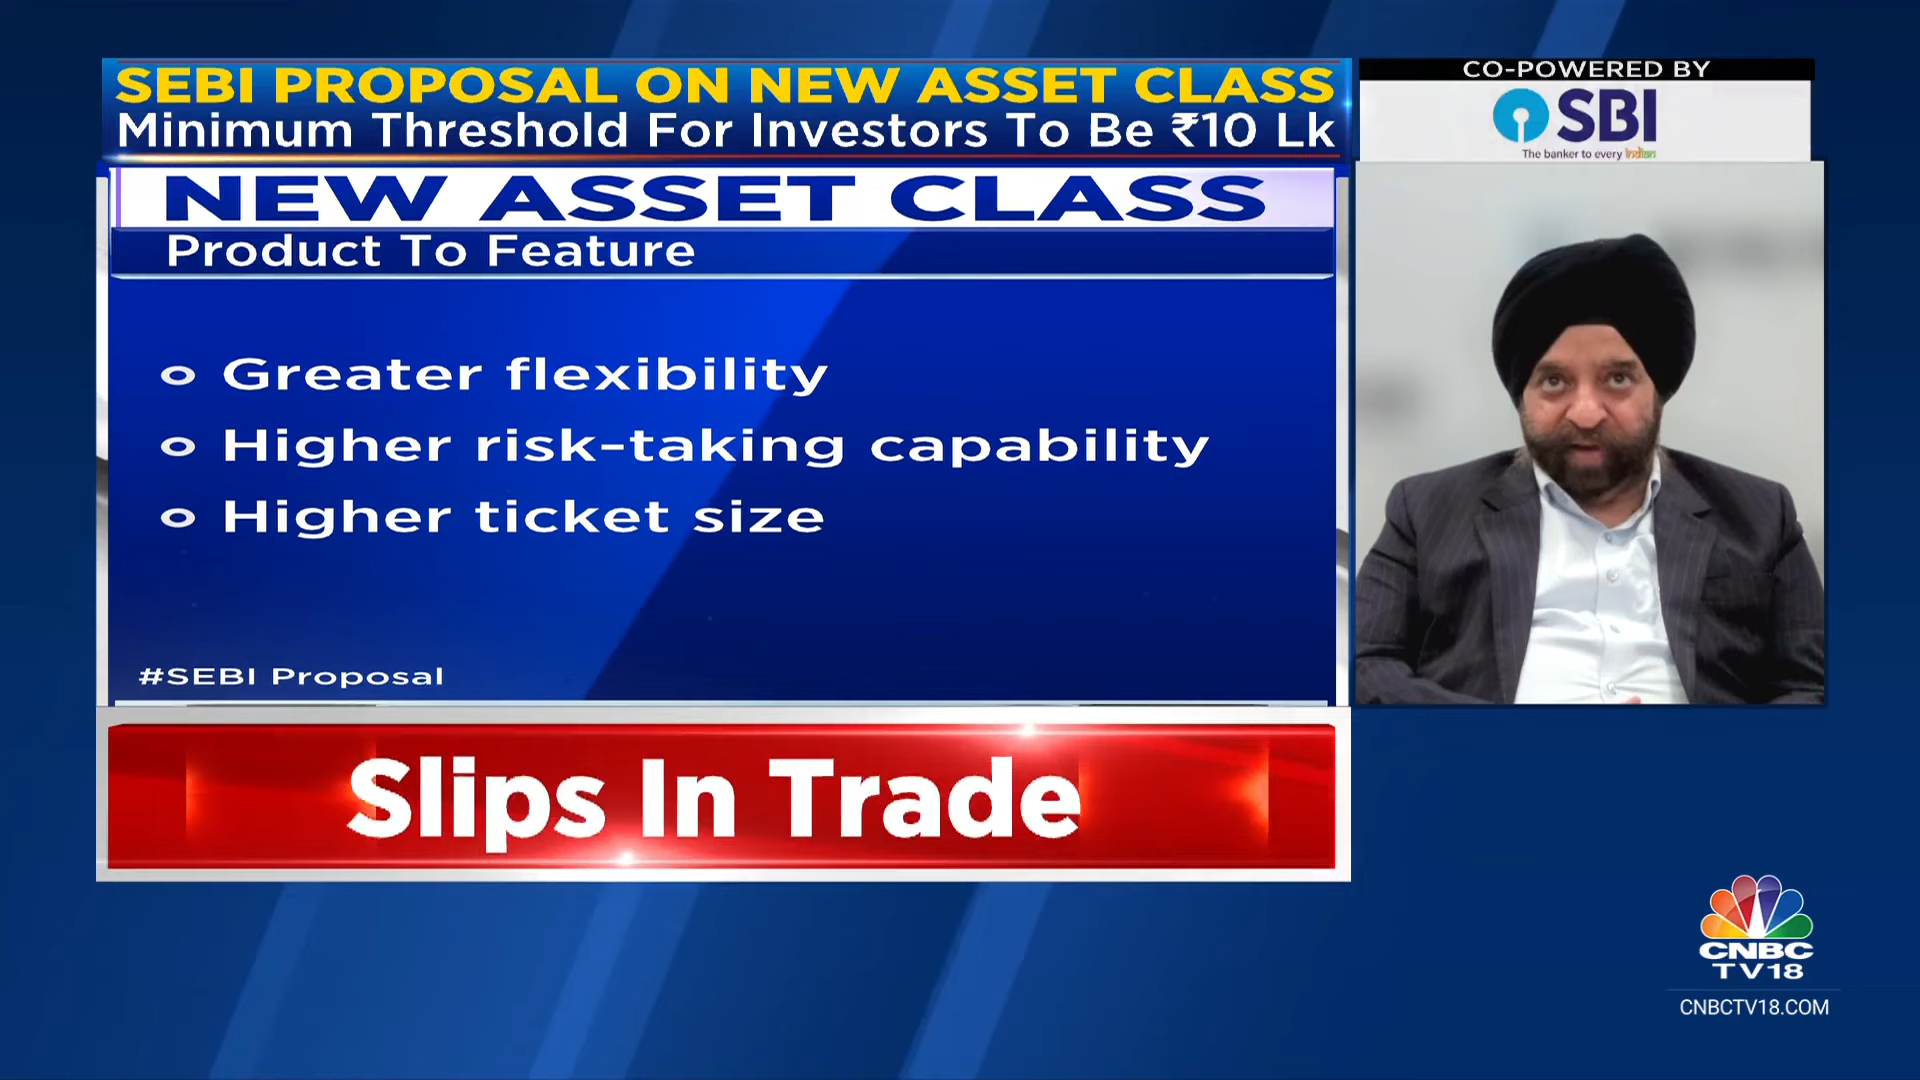 SEBI PROPOSAL ON NEW ASSET CLASS
Minimum Threshold For Investors To Be ₹10 Lk
CO-POWERED BY
SBI
The banker to every Indian
NEW ASSET CLASS
Product To Feature
Greater flexibility
Higher risk-taking capability
Higher ticket size
#SEBI Proposal
Slips In Trade
CNBC
TV18
CNBCTV18.COM